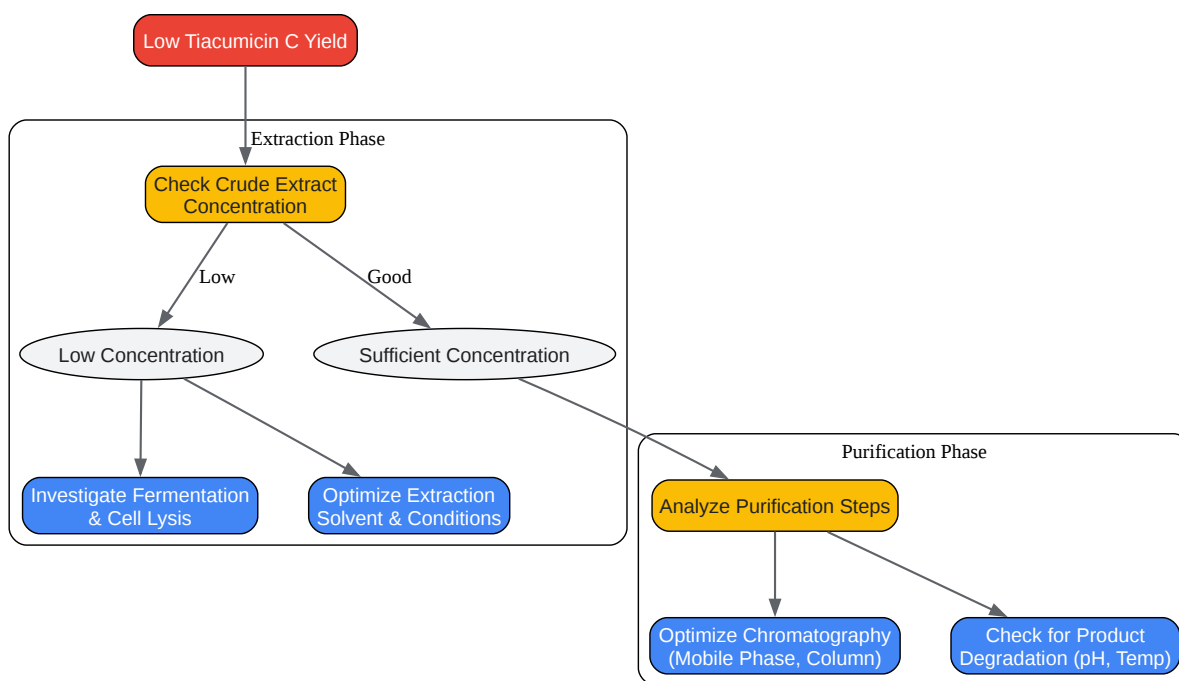 Low Tiacumicin C Yield
Extraction Phase
Check Crude Extract
Concentration
Low
Good
Low Concentration
Sufficient Concentration
Purification Phase
Investigate Fermentation
& Cell Lysis
Optimize Extraction
Solvent & Conditions
Analyze Purification Steps
Optimize Chromatography
(Mobile Phase, Column)
Check for Product
Degradation (pH, Temp)